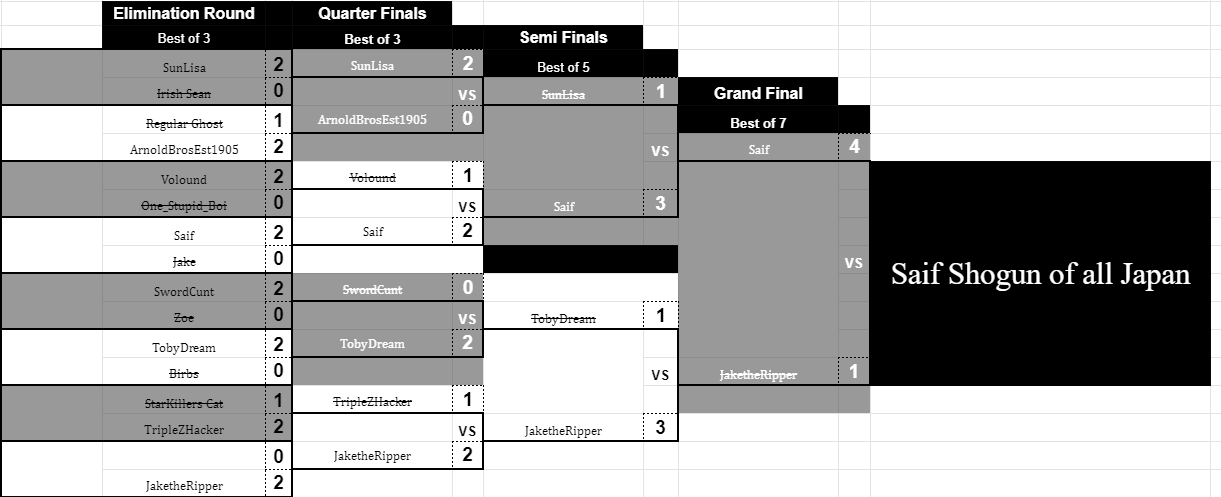 Elimination Round
Quarter Finals
Best of 3
Best of 3
Semi Finals
SunLisa 2
SunLisa 2
Best of 5
Irish Sean 0
VS
SunLisa 1
Grand Final
Regular Ghost 1
ArnoldBrosEst1905 0
Best of 7
ArnoldBrosEst1905 2
VS
Saif 4
Volound 2
Volound 1
One_Stupid_Boi 0
VS
Saif 3
Saif 2
Saif 2
Jake 0
VS
Saif Shogun of all Japan
SwordCunt 2
SwordCunt 0
Zoe 0
VS
TobyDream 1
TobyDream 2
TobyDream 2
Birbs 0
VS
JaketheRipper 1
StarKillers Cat 1
TripleZHacker 1
TripleZHacker 2
VS
JaketheRipper 3
0
JaketheRipper 2
JaketheRipper 2